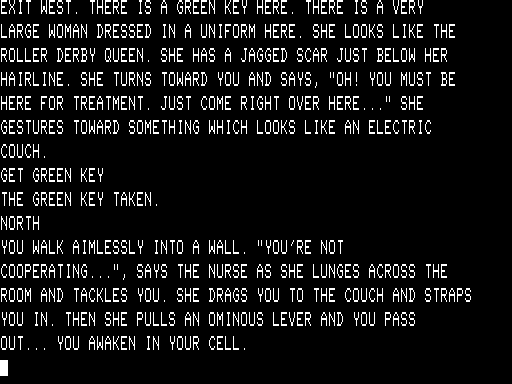 EXIT WEST. THERE IS A GREEN KEY HERE. THERE IS A VERY
LARGE WOMAN DRESSED IN A UNIFORM HERE. SHE LOOKS LIKE THE
ROLLER DERBY QUEEN. SHE HAS A JAGGED SCAR JUST BELOW HER
HAIRLINE. SHE TURNS TOWARD YOU AND SAYS, "OH! YOU MUST BE
HERE FOR TREATMENT. JUST COME RIGHT OVER HERE..." SHE
GESTURES TOWARD SOMETHING WHICH LOOKS LIKE AN ELECTRIC
COUCH.
GET GREEN KEY
THE GREEN KEY TAKEN.
NORTH
YOU WALK AIMLESSLY INTO A WALL. "YOU'RE NOT
COOPERATING...", SAYS THE NURSE AS SHE LUNGES ACROSS THE
ROOM AND TACKLES YOU. SHE DRAGS YOU TO THE COUCH AND STRAPS
YOU IN. THEN SHE PULLS AN OMINOUS LEVER AND YOU PASS
OUT... YOU AWAKEN IN YOUR CELL.